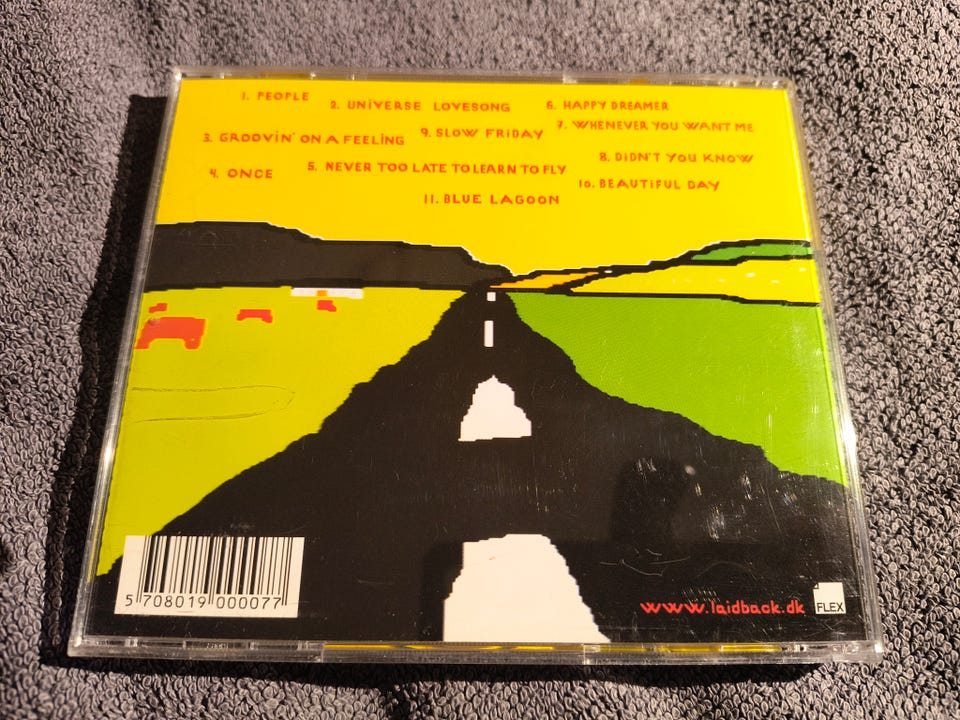 1. PEOPLE
2. UNIVERSE LOVESONG
3. GROOVIN' ON A FEELING
4. ONCE
5. NEVER TOO LATE TO LEARN TO FLY
6. HAPPY DREAMER
7. WHENEVER YOU WANT ME
8. DIDN'T YOU KNOW
9. SLOW FRIDAY
10. BEAUTIFUL DAY
11. BLUE LAGOON
5 708019 000077
www.laidback.dk
FLEX